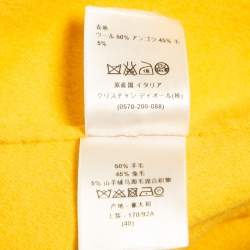 表地
ウール 50% アンゴラ 45% 毛
5%
原産国 イタリア
クリスチャン ディオール(株)
(0570-200-088)
50% 羊毛
45% 兔毛
产地:意大利
上装:170/92A
(40)